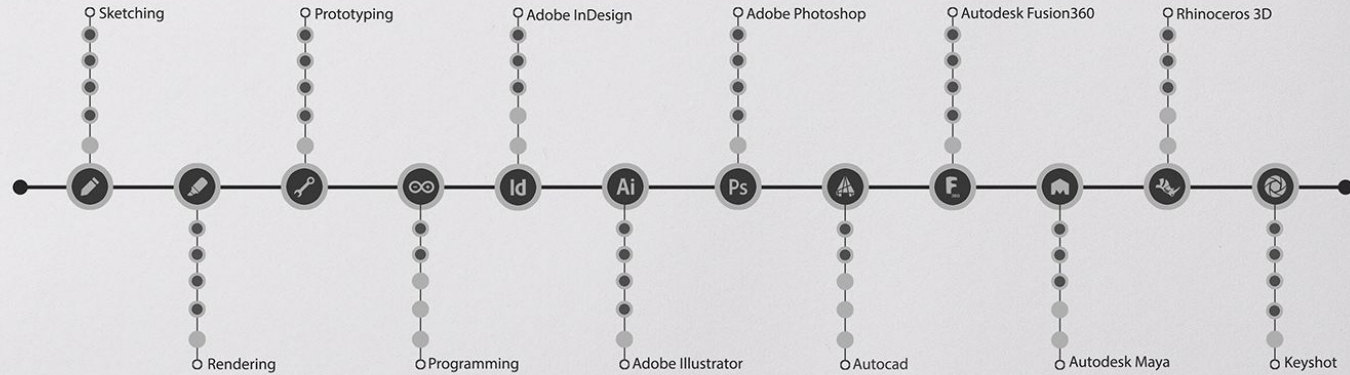 Sketching
Prototyping
Adobe InDesign
Adobe Photoshop
Autodesk Fusion360
Rhinoceros 3D
Id
Ai
Ps
F
Rendering
Programming
Adobe Illustrator
Autocad
Autodesk Maya
Keyshot